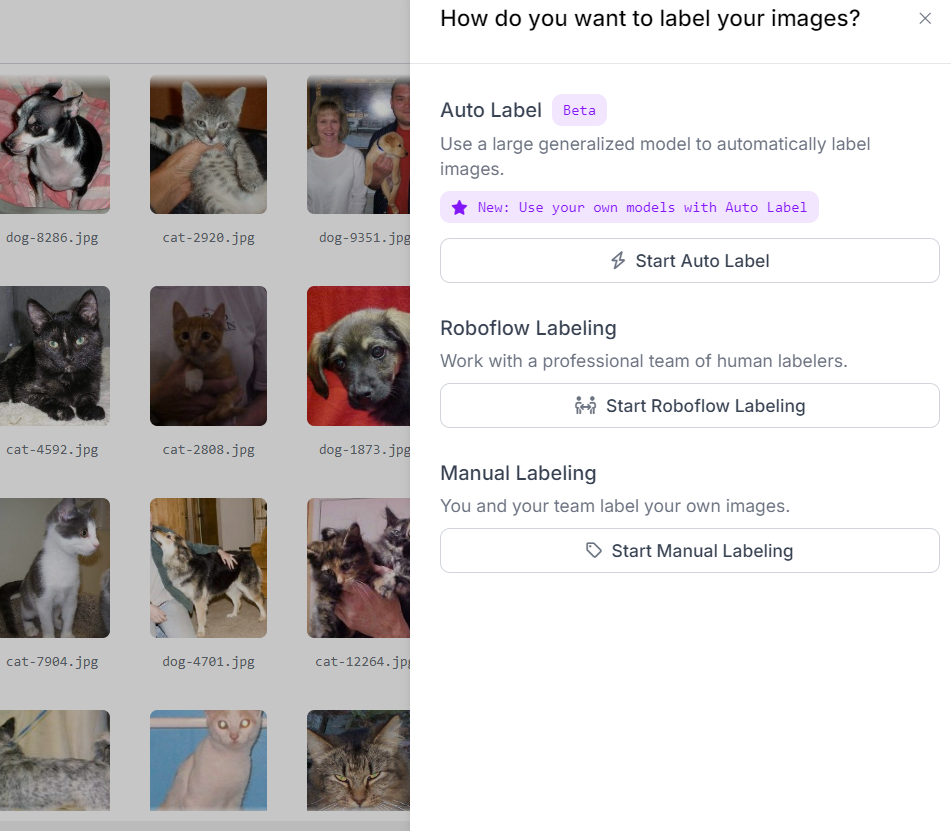 How do you want to label your images?
Auto Label Beta
Use a large generalized model to automatically label
images.
New: Use your own models with Auto Label
Start Auto Label
Roboflow Labeling
Work with a professional team of human labelers.
Start Roboflow Labeling
Manual Labeling
You and your team label your own images.
Start Manual Labeling
dog-8286.jpg cat-2920.jpg dog-9351.jpg
cat-4592.jpg cat-2808.jpg dog-1873.jpg
cat-7904.jpg dog-4701.jpg cat-12264.jpg